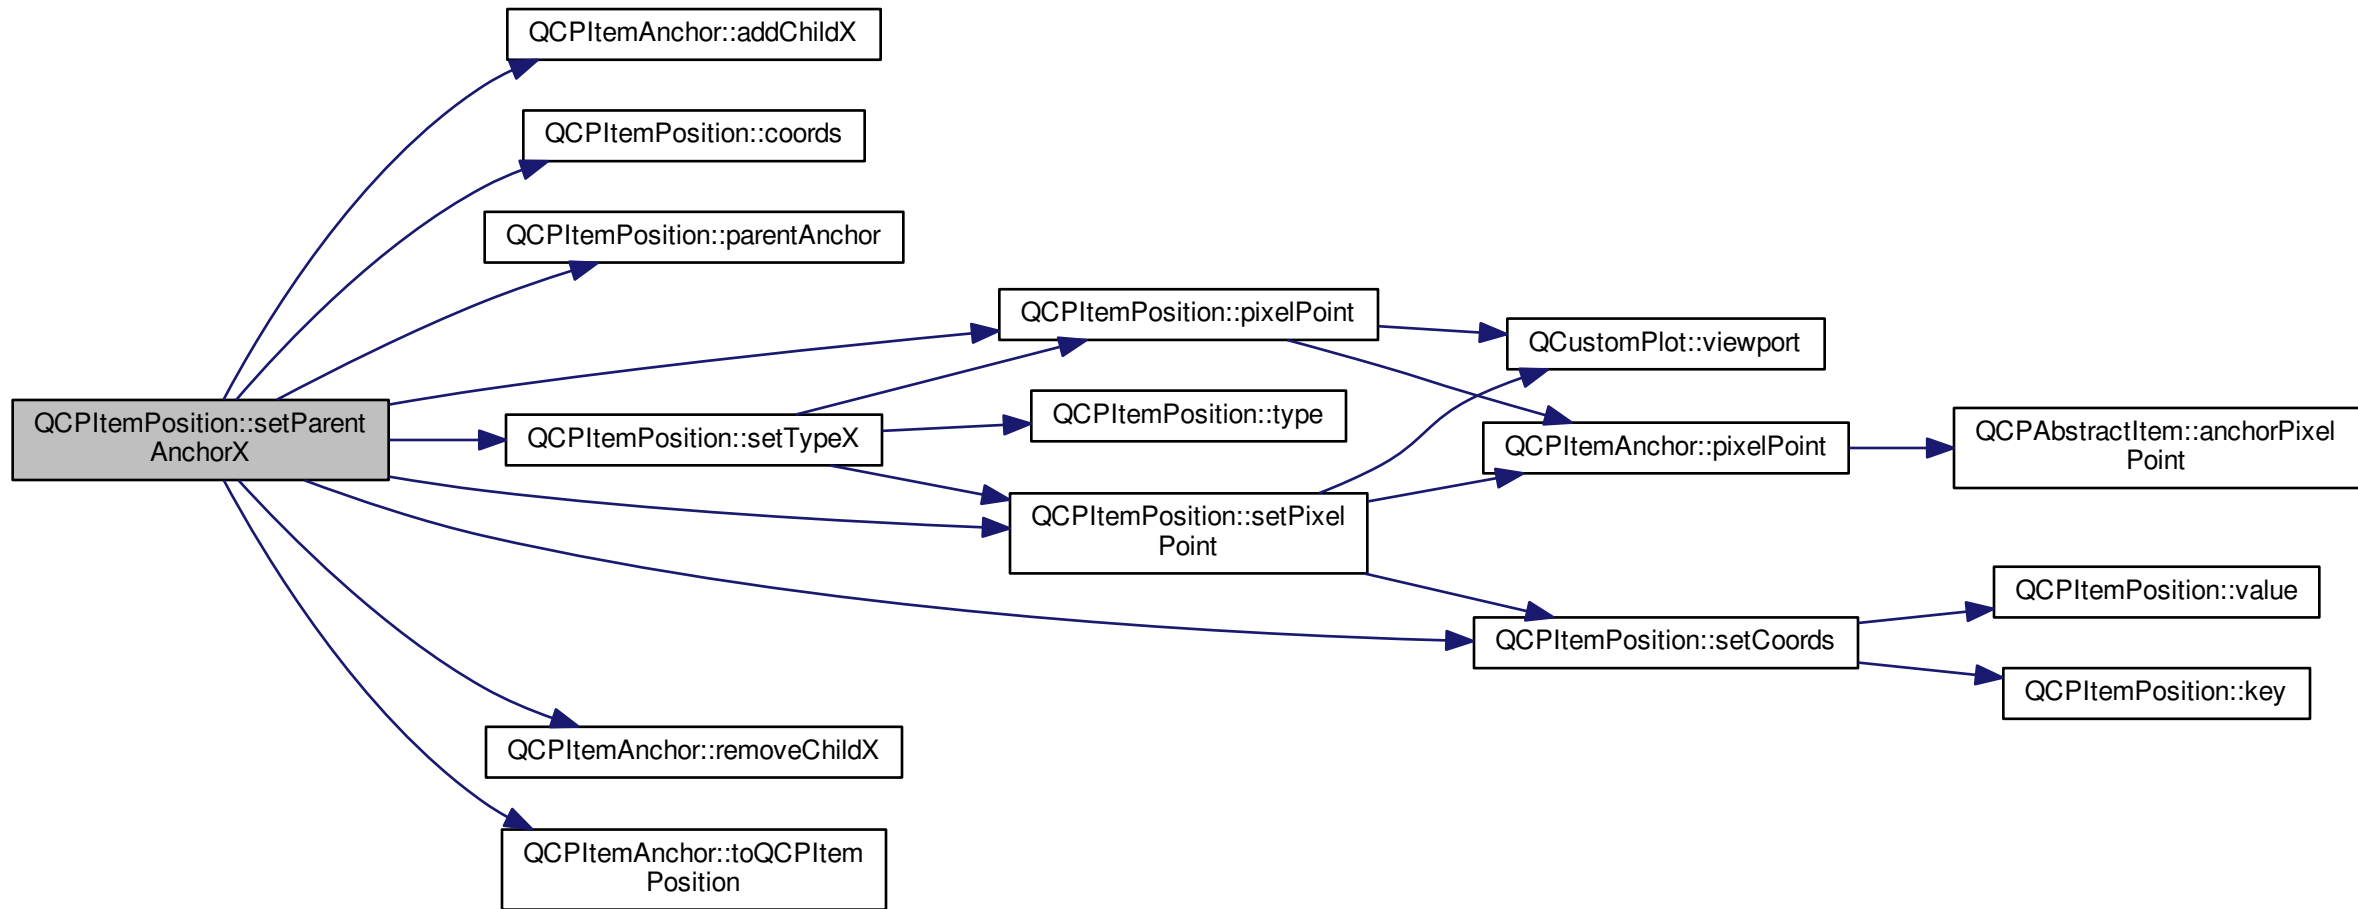 QCPItemAnchor::addChildX
QCPItemPosition::coords
QCPItemPosition::parentAnchor
QCPItemPosition::pixelPoint
QCustomPlot::viewport
QCPItemPosition::setParent
AnchorX
QCPItemPosition::setTypeX
QCPItemPosition::type
QCPItemAnchor::pixelPoint
QCPAbstractItem::anchorPixel
Point
QCPItemPosition::setPixel
Point
QCPItemPosition::value
QCPItemPosition::setCoords
QCPItemPosition::key
QCPItemAnchor::removeChildX
QCPItemAnchor::toQCPItem
Position